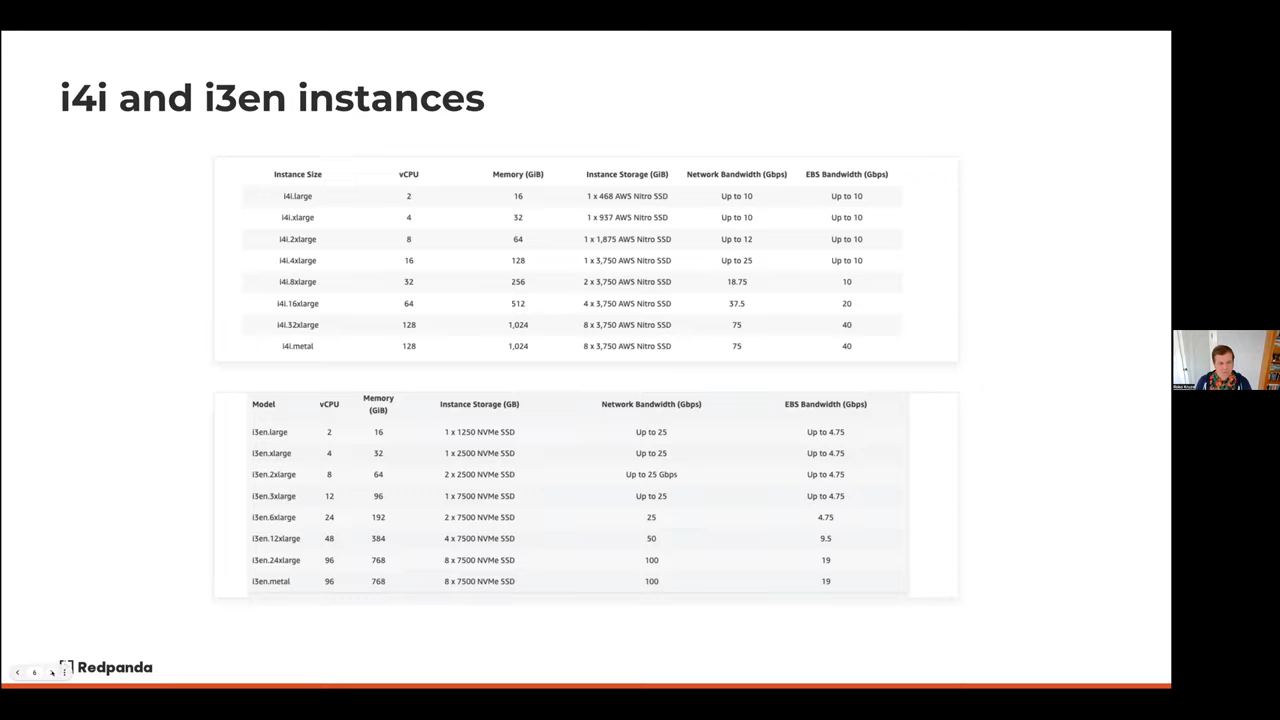 i4i and i3en instances
Instance Size vCPU Memory (GiB) Instance Storage (GiB) Network Bandwidth (Gbps) EBS Bandwidth (Gbps)
i4i.large 2 16 1 x 468 AWS Nitro SSD Up to 10 Up to 10
i4i.xlarge 4 32 1 x 937 AWS Nitro SSD Up to 10 Up to 10
i4i.2xlarge 8 64 1 x 1,875 AWS Nitro SSD Up to 12 Up to 10
i4i.4xlarge 16 128 1 x 3,750 AWS Nitro SSD Up to 25 Up to 10
i4i.8xlarge 32 256 2 x 3,750 AWS Nitro SSD 18.75 10
i4i.16xlarge 64 512 4 x 3,750 AWS Nitro SSD 37.5 20
i4i.32xlarge 128 1,024 8 x 3,750 AWS Nitro SSD 75 40
i4i.metal 128 1,024 8 x 3,750 AWS Nitro SSD 75 40
Model vCPU Memory (GiB) Instance Storage (GB) Network Bandwidth (Gbps) EBS Bandwidth (Gbps)
i3en.large 2 16 1 x 1250 NVMe SSD Up to 25 Up to 4.75
i3en.xlarge 4 32 1 x 2500 NVMe SSD Up to 25 Up to 4.75
i3en.2xlarge 8 64 2 x 2500 NVMe SSD Up to 25 Gbps Up to 4.75
i3en.3xlarge 12 96 1 x 7500 NVMe SSD Up to 25 Up to 4.75
i3en.6xlarge 24 192 2 x 7500 NVMe SSD 25 4.75
i3en.12xlarge 48 384 4 x 7500 NVMe SSD 50 9.5
i3en.24xlarge 96 768 8 x 7500 NVMe SSD 100 19
i3en.metal 96 768 8 x 7500 NVMe SSD 100 19
6
Redpanda